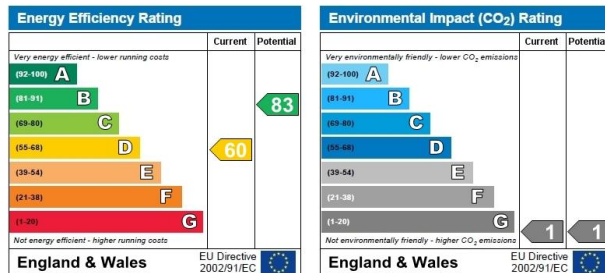 Energy Efficiency Rating
Current Potential
Very energy efficient - lower running costs
(92-100) A
(81-91) B
83
(69-80) C
(55-68) D
60
(39-54) E
(21-38) F
(1-20) G
Not energy efficient - higher running costs
England & Wales
EU Directive
2002/91/EC
Environmental Impact (CO₂) Rating
Current Potential
Very environmentally friendly - lower CO₂ emissions
(92-100) A
(81-91) B
(69-80) C
(55-68) D
(39-54) E
(21-38) F
(1-20) G
1 1
Not environmentally friendly - higher CO₂ emissions
England & Wales
EU Directive
2002/91/EC